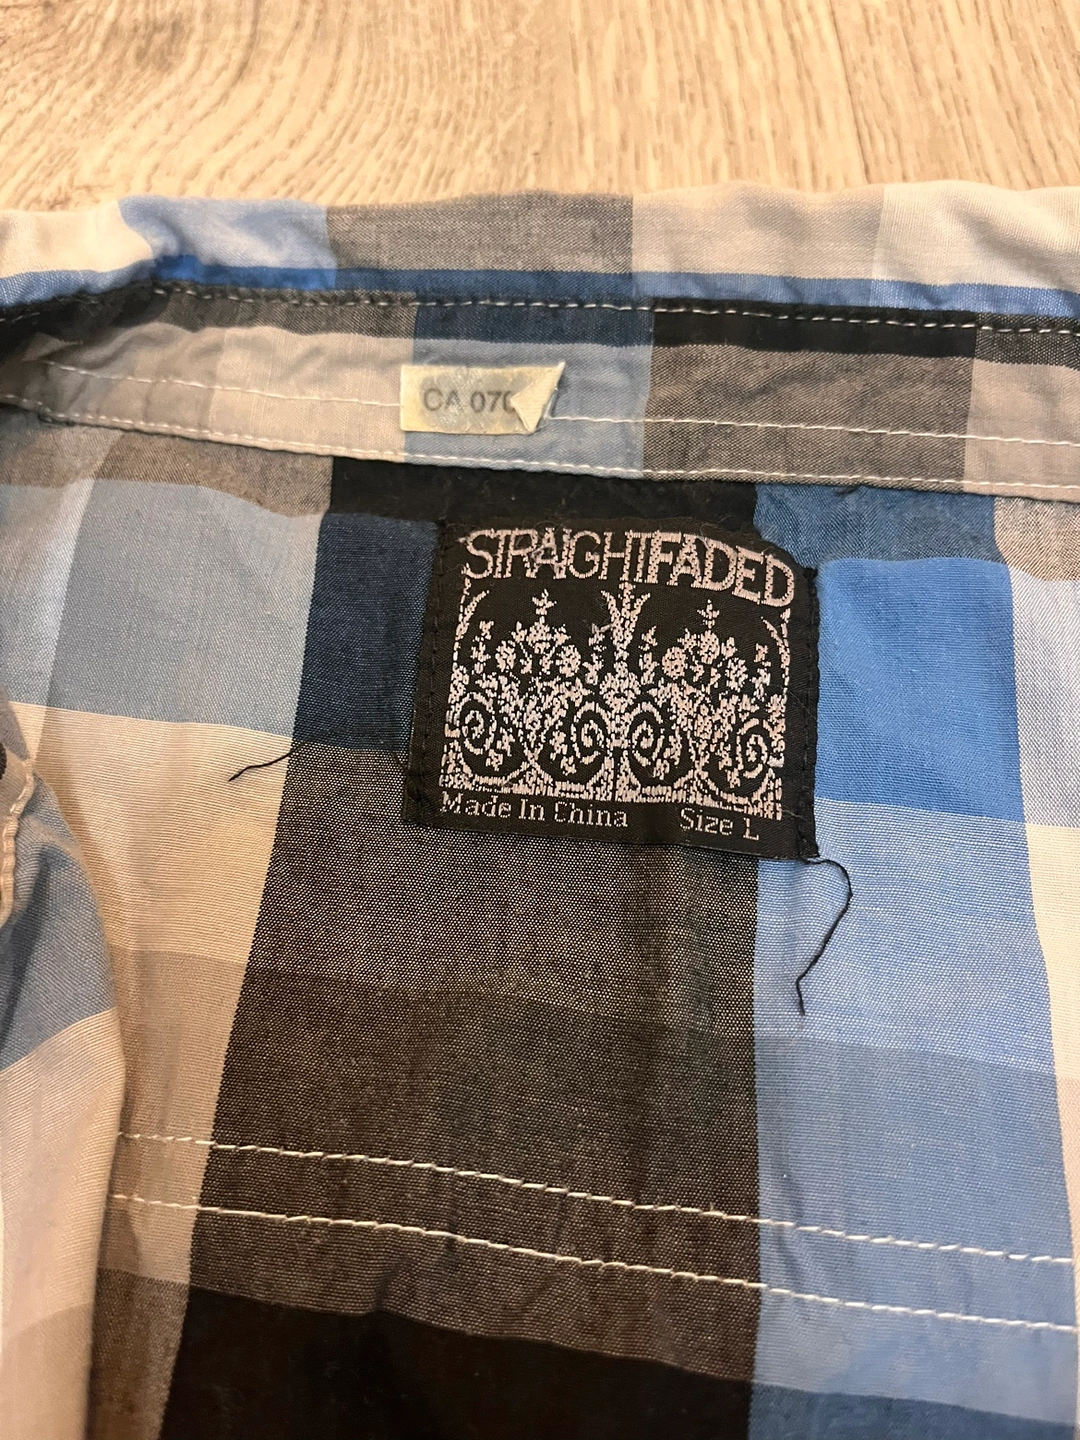 CA 070
STRAIGHTFADED
Made In China Size L